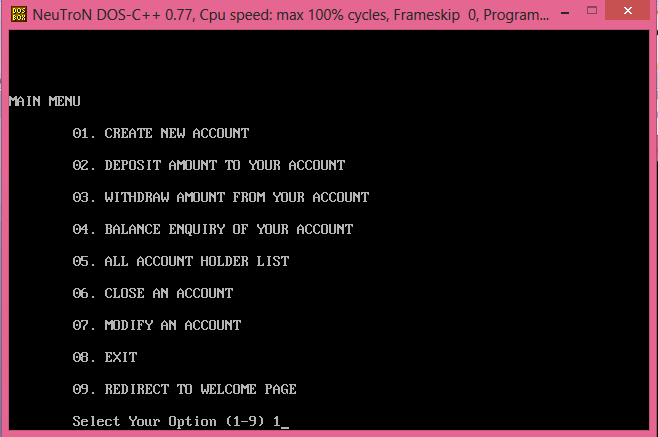 DOS
BOX
NeuTroN DOS-C++ 0.77, Cpu speed: max 100% cycles, Frameskip 0, Program...
MAIN MENU
01. CREATE NEW ACCOUNT
02. DEPOSIT AMOUNT TO YOUR ACCOUNT
03. WITHDRAW AMOUNT FROM YOUR ACCOUNT
04. BALANCE ENQUIRY OF YOUR ACCOUNT
05. ALL ACCOUNT HOLDER LIST
06. CLOSE AN ACCOUNT
07. MODIFY AN ACCOUNT
08. EXIT
09. REDIRECT TO WELCOME PAGE
Select Your Option (1-9) 1_